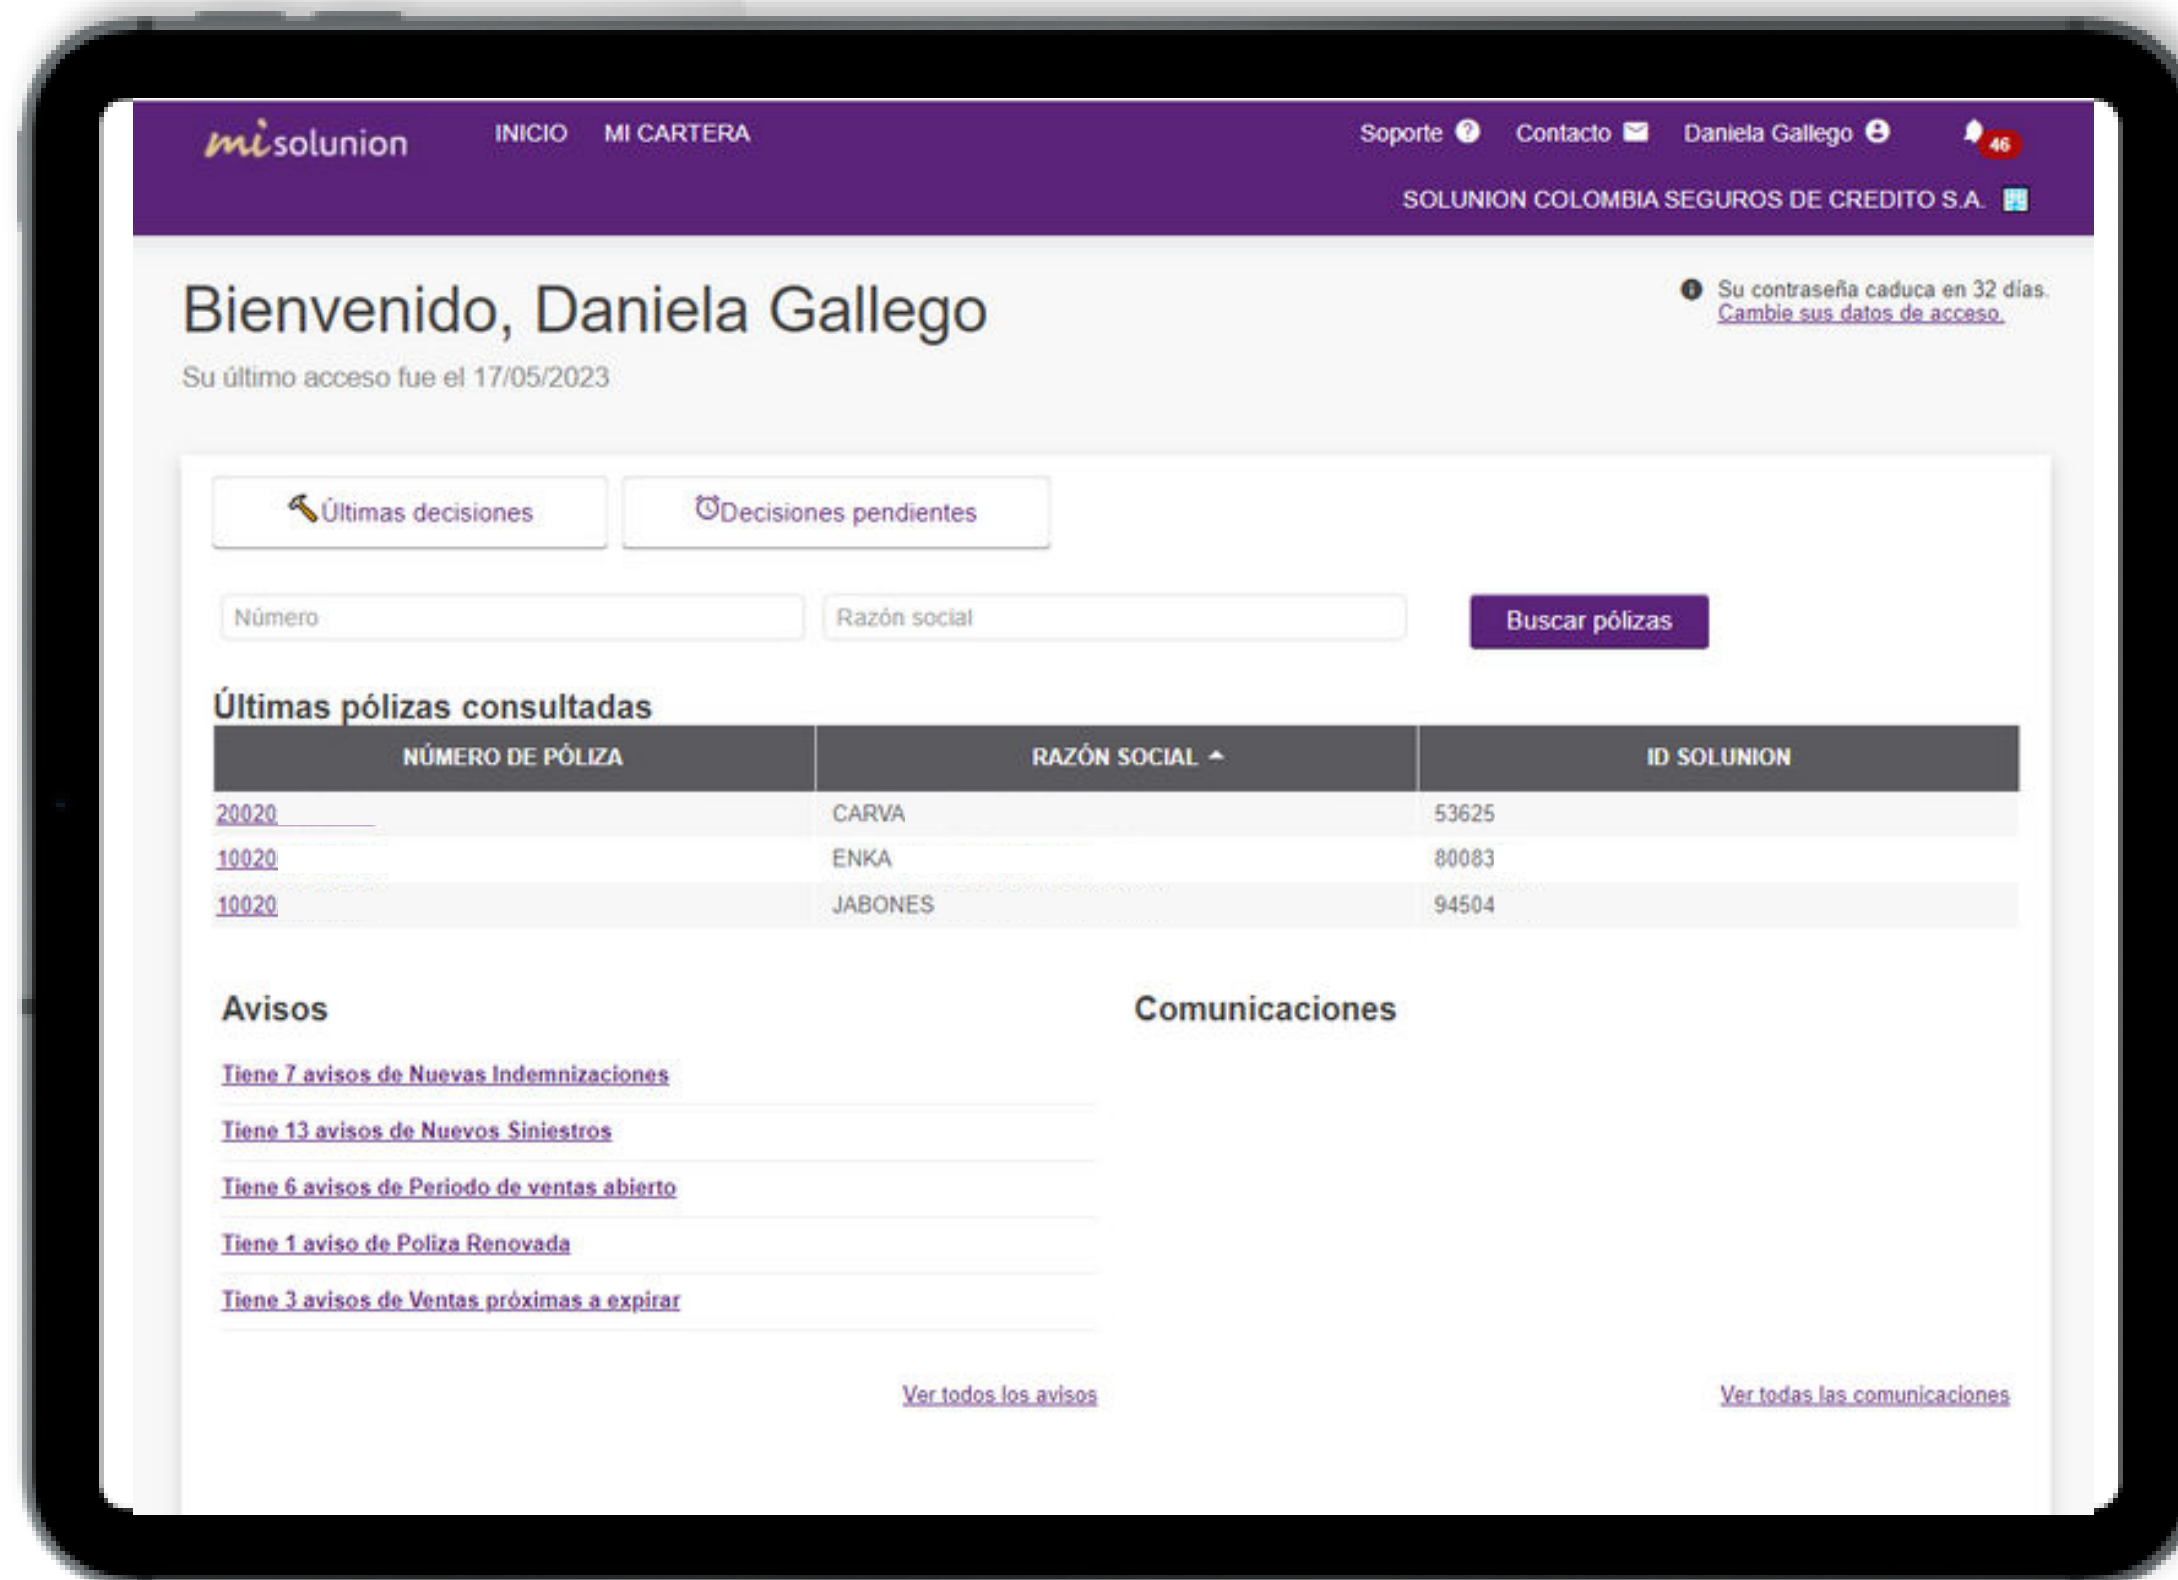 misolunion INICIO MI CARTERA Soporte Contacto Daniela Gallego 46
SOLUNION COLOMBIA SEGUROS DE CREDITO S.A.
Bienvenido, Daniela Gallego
Su contraseña caduca en 32 días.
Cambie sus datos de acceso.
Su último acceso fue el 17/05/2023
Últimas decisiones Decisiones pendientes
Número Razón social Buscar pólizas
Últimas pólizas consultadas
NÚMERO DE PÓLIZA RAZÓN SOCIAL ID SOLUNION
20020 CARVA 53625
10020 ENKA 80083
10020 JABONES 94504
Avisos Comunicaciones
Tiene 7 avisos de Nuevas Indemnizaciones
Tiene 13 avisos de Nuevos Siniestros
Tiene 6 avisos de Periodo de ventas abierto
Tiene 1 aviso de Poliza Renovada
Tiene 3 avisos de Ventas próximas a expirar
Ver todos los avisos Ver todas las comunicaciones